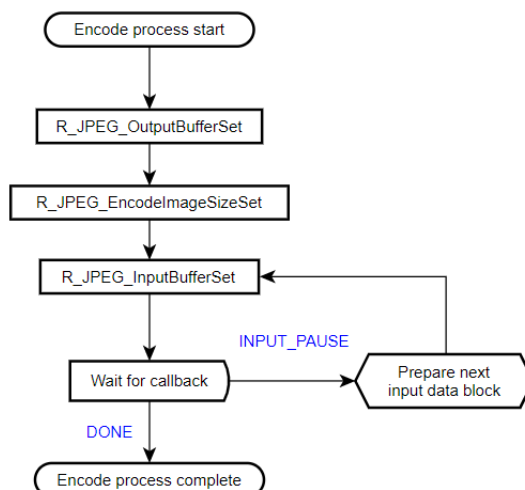 Encode process start
R_JPEG_OutputBufferSet
R_JPEG_EncodeImageSizeSet
R_JPEG_InputBufferSet
INPUT_PAUSE
Wait for callback
Prepare next
input data block
DONE
Encode process complete